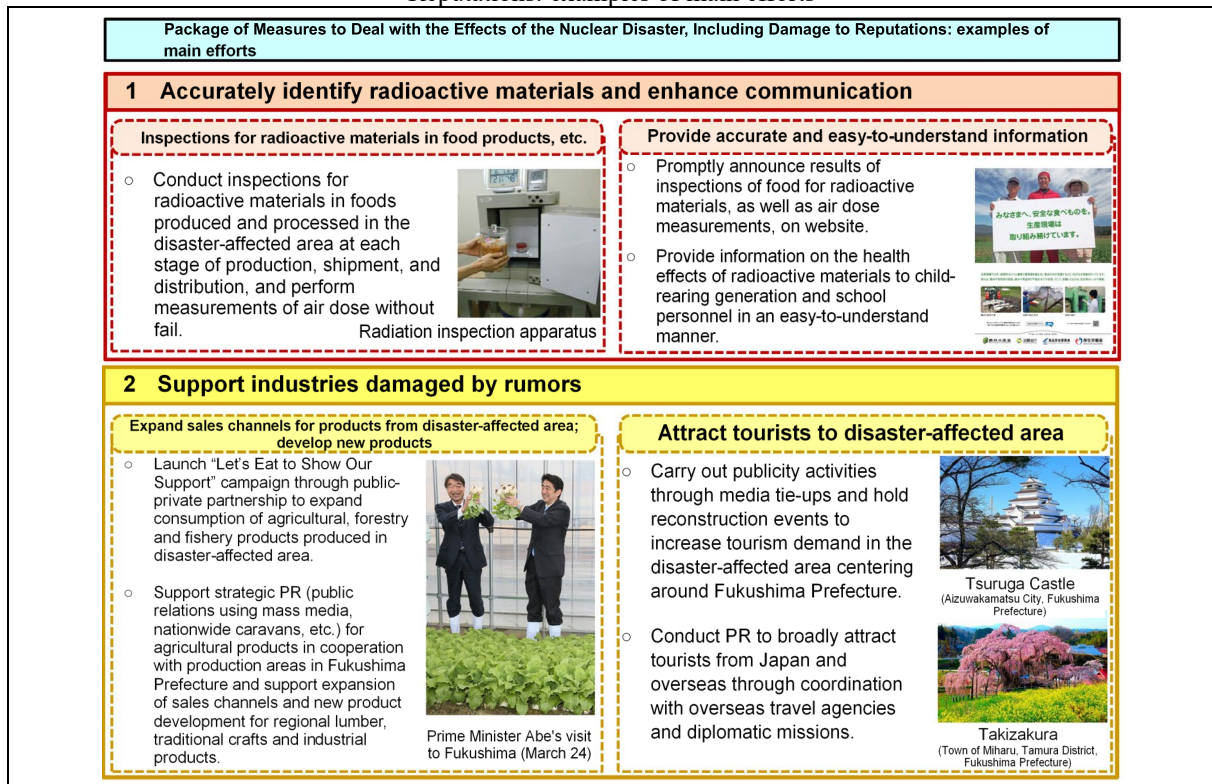 Package of Measures to Deal with the Effects of the Nuclear Disaster, Including Damage to Reputations: examples of
main efforts
1 Accurately identify radioactive materials and enhance communication
Inspections for radioactive materials in food products, etc.
○ Conduct inspections for
radioactive materials in foods
produced and processed in the
disaster-affected area at each
stage of production, shipment, and
distribution, and perform
measurements of air dose without
fail.
Radiation inspection apparatus
Provide accurate and easy-to-understand information
○ Promptly announce results of
inspections of food for radioactive
materials, as well as air dose
measurements, on website.
○ Provide information on the health
effects of radioactive materials to child-
rearing generation and school
personnel in an easy-to-understand
manner.
みなさまへ、安全な食べものを。
生産現場は
取り組み続けています。
2 Support industries damaged by rumors
Expand sales channels for products from disaster-affected area;
develop new products
○ Launch “Let’s Eat to Show Our
Support” campaign through public-
private partnership to expand
consumption of agricultural, forestry
and fishery products produced in
disaster-affected area.
○ Support strategic PR (public
relations using mass media,
nationwide caravans, etc.) for
agricultural products in cooperation
with production areas in Fukushima
Prefecture and support expansion
of sales channels and new product
development for regional lumber,
traditional crafts and industrial
products.
Prime Minister Abe's visit
to Fukushima (March 24)
Attract tourists to disaster-affected area
○ Carry out publicity activities
through media tie-ups and hold
reconstruction events to
increase tourism demand in the
disaster-affected area centering
around Fukushima Prefecture.
○ Conduct PR to broadly attract
tourists from Japan and
overseas through coordination
with overseas travel agencies
and diplomatic missions.
Tsuruga Castle
(Aizuwakamatsu City, Fukushima
Prefecture)
Takizakura
(Town of Miharu, Tamura District,
Fukushima Prefecture)